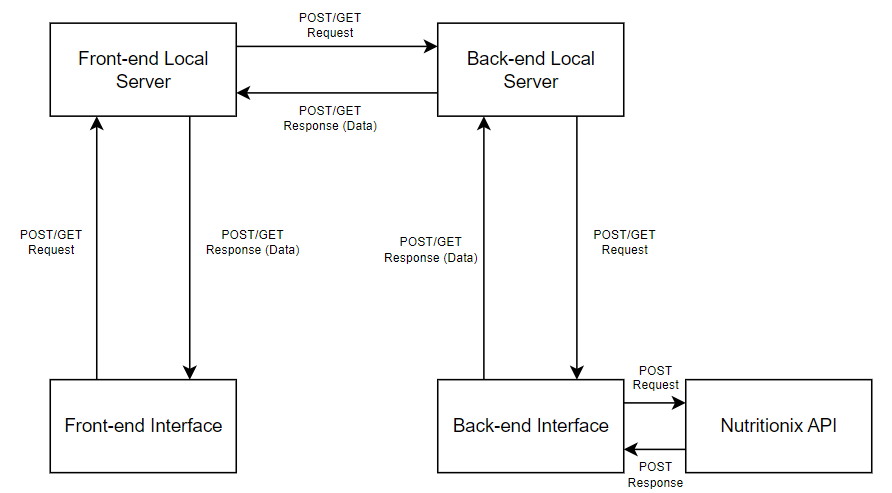 POST/GET
Request
Front-end Local
Server
Back-end Local
Server
POST/GET
Response (Data)
POST/GET
Request
POST/GET
Response (Data)
POST/GET
Response (Data)
POST/GET
Request
POST
Request
Front-end Interface
Back-end Interface
Nutritionix API
POST
Response